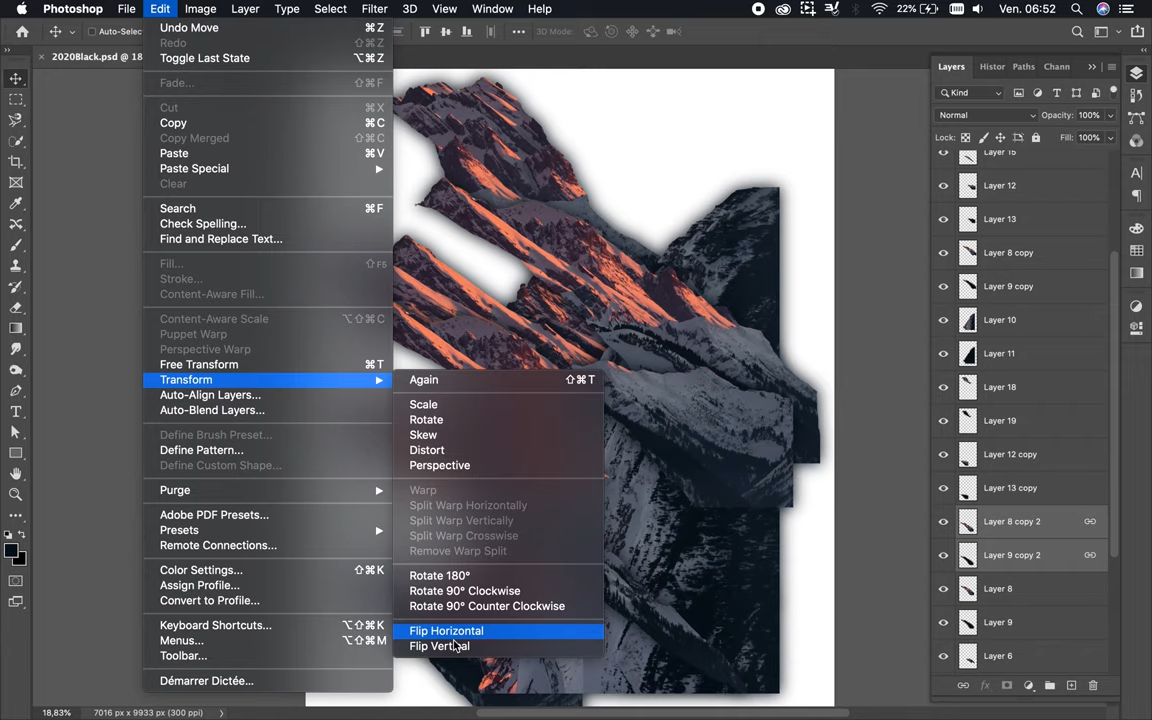 Photoshop File Edit Image Layer Type Select Filter 3D View Window Help 22% Ven. 06:52
Auto-Selec 3D Mode:
2020Black.psd @ 18
Undo Move ⌘Z
Redo ⇧⌘Z
Toggle Last State ⌥⌘Z
Fade... ⇧⌘F
Cut ⌘X
Copy ⌘C
Copy Merged ⇧⌘C
Paste ⌘V
Paste Special
Clear
Search ⌘F
Check Spelling...
Find and Replace Text...
Fill... ⇧F5
Stroke...
Content-Aware Fill...
Content-Aware Scale ⌥⇧⌘C
Puppet Warp
Perspective Warp
Free Transform ⌘T
Transform
Auto-Align Layers...
Auto-Blend Layers...
Define Brush Preset...
Define Pattern...
Define Custom Shape...
Purge
Adobe PDF Presets...
Presets
Remote Connections...
Color Settings... ⇧⌘K
Assign Profile...
Convert to Profile...
Keyboard Shortcuts... ⌥⇧⌘K
Menus... ⌥⇧⌘M
Toolbar...
Démarrer Dictée...
Again ⇧⌘T
Scale
Rotate
Skew
Distort
Perspective
Warp
Split Warp Horizontally
Split Warp Vertically
Split Warp Crosswise
Remove Warp Split
Rotate 180°
Rotate 90° Clockwise
Rotate 90° Counter Clockwise
Flip Horizontal
Flip Vertical
Layers Histor Paths Chann
Kind
Normal Opacity: 100%
Lock: Fill: 100%
Layer 15
Layer 12
Layer 13
Layer 8 copy
Layer 9 copy
Layer 10
Layer 11
Layer 18
Layer 19
Layer 12 copy
Layer 13 copy
Layer 8 copy 2
Layer 9 copy 2
Layer 8
Layer 9
Layer 6
18,83% 7016 px x 9933 px (300 ppi)